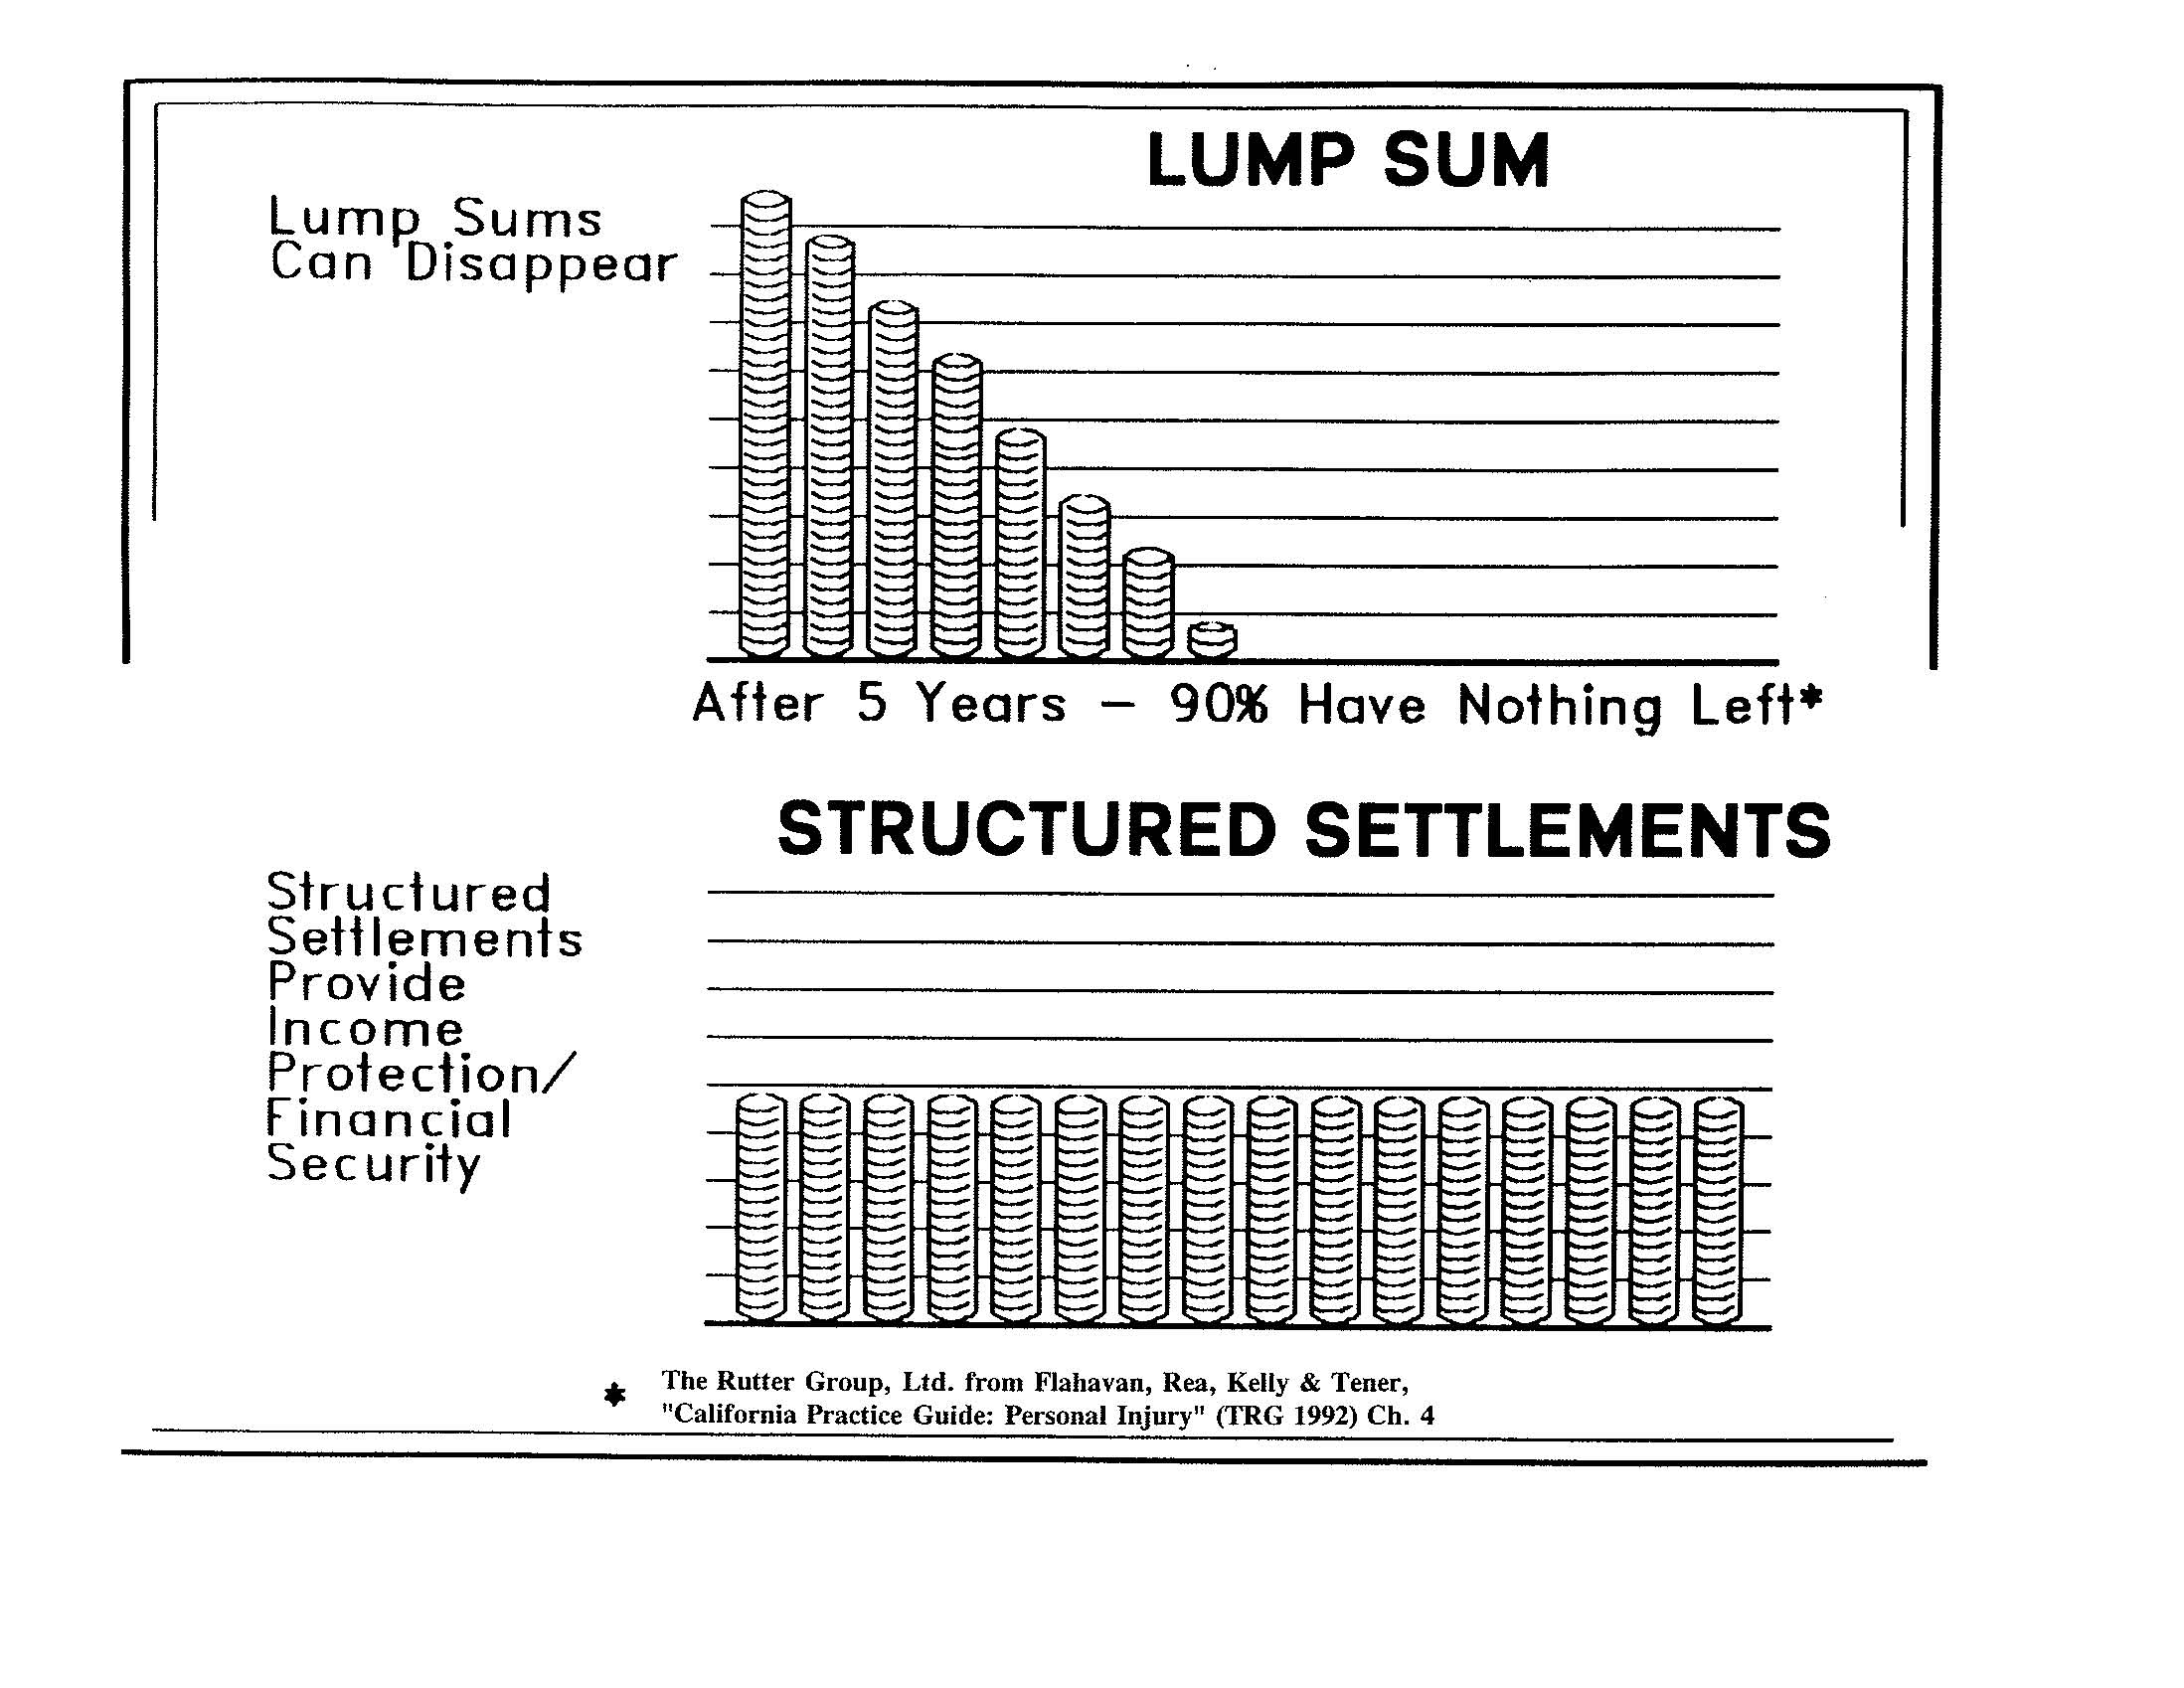 LUMP SUM
Lump Sums
Can Disappear
After 5 Years - 90% Have Nothing Left*
STRUCTURED SETTLEMENTS
Structured
Settlements
Provide
Income
Protection/
Financial
Security
* The Rutter Group, Ltd. from Flahavan, Rea, Kelly & Tener,
"California Practice Guide: Personal Injury" (TRG 1992) Ch. 4